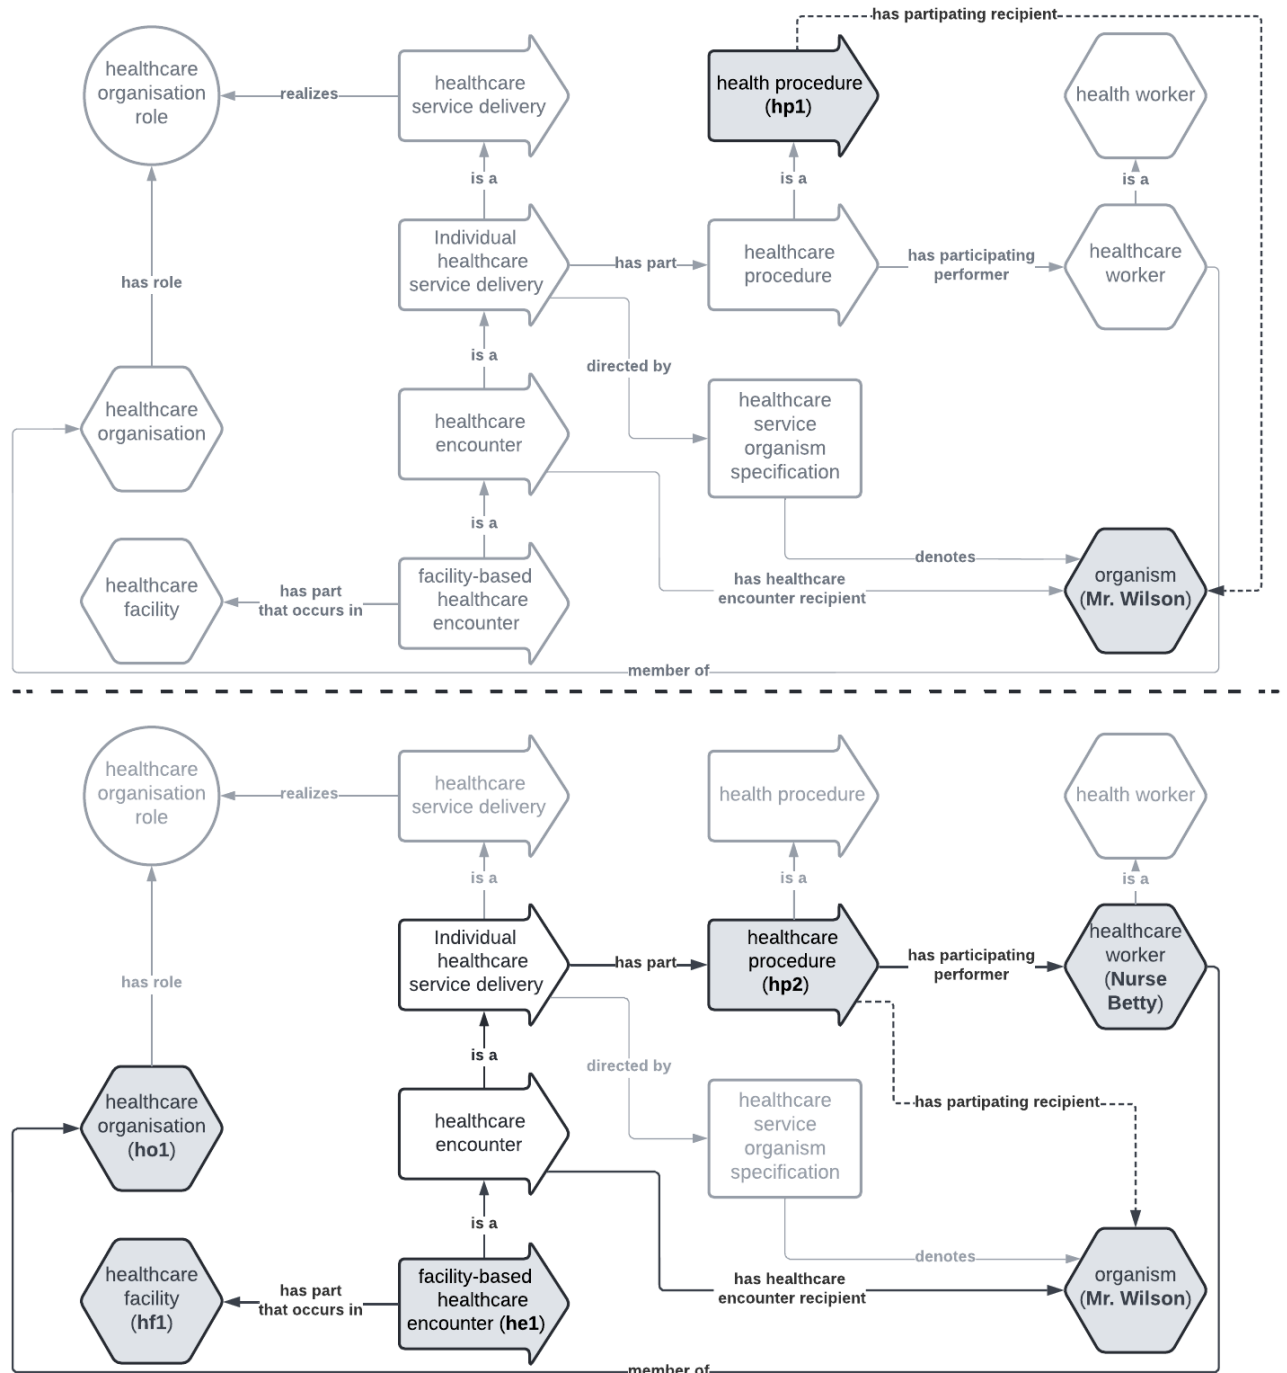 has partipating recipient
healthcare
organisation
role
realizes
healthcare
service delivery
health procedure
(hp1)
health worker
is a
is a
is a
has role
Individual
healthcare
service delivery
has part
healthcare
procedure
has participating
performer
healthcare
worker
is a
directed by
healthcare
organisation
healthcare
encounter
healthcare
service
organism
specification
is a
denotes
healthcare
facility
has part
that occurs in
facility-based
healthcare
encounter
has healthcare
encounter recipient
organism
(Mr. Wilson)
member of
healthcare
organisation
role
realizes
healthcare
service delivery
health procedure
health worker
is a
is a
is a
has role
Individual
healthcare
service delivery
has part
healthcare
procedure
(hp2)
has participating
performer
healthcare
worker
(Nurse
Betty)
is a
directed by
healthcare
organisation
(ho1)
healthcare
encounter
healthcare
service
organism
specification
has partipating recipient
is a
denotes
healthcare
facility
(hf1)
has part
that occurs in
facility-based
healthcare
encounter (he1)
has healthcare
encounter recipient
organism
(Mr. Wilson)
member of